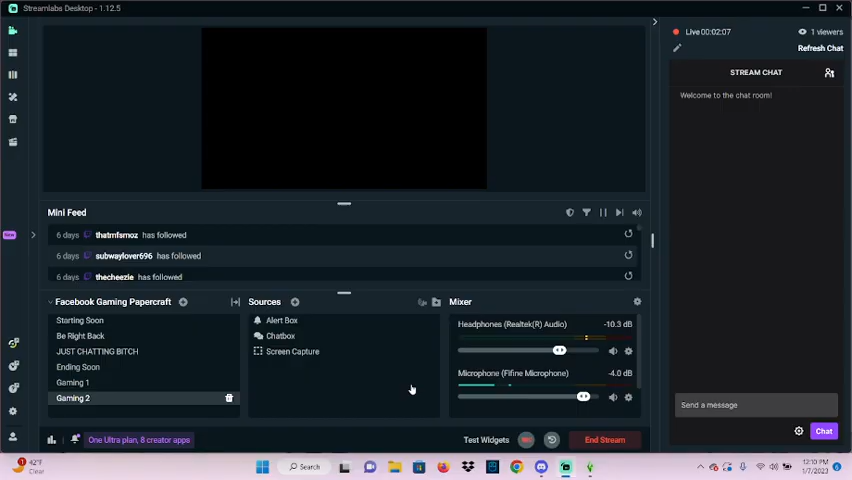 Streamlabs Desktop - 1.12.5
Live 00:02:07
1 viewers
Refresh Chat
STREAM CHAT
Welcome to the chat room!
Mini Feed
6 days thatmfsmoz has followed
6 days subwaylover696 has followed
6 days thecheezie has followed
New
Facebook Gaming Papercraft
Starting Soon
Be Right Back
JUST CHATTING BITCH
Ending Soon
Gaming 1
Gaming 2
Sources
Alert Box
Chatbox
Screen Capture
Mixer
Headphones (Realtek(R) Audio) -10.3 dB
Microphone (Fifine Microphone) -4.0 dB
Send a message
Chat
One Ultra plan, 8 creator apps
Test Widgets
REC
End Stream
42°F
Clear
Search
12:10 PM
1/7/2023
6